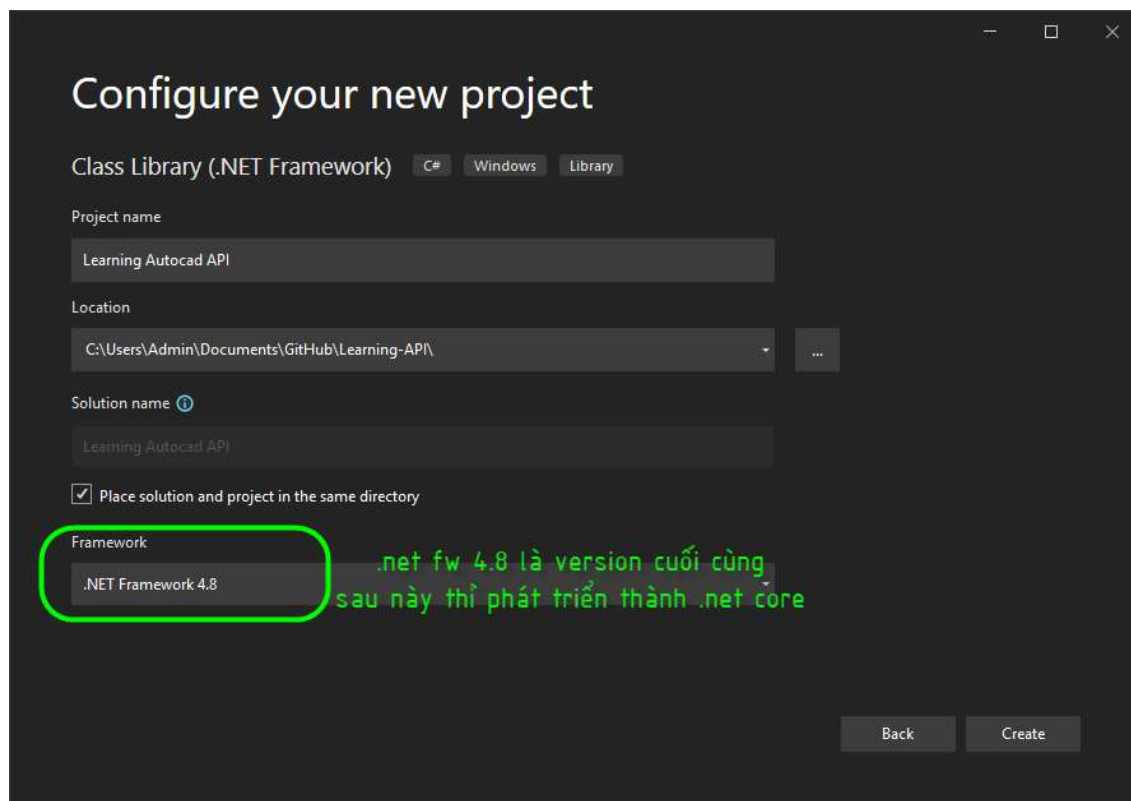 Configure your new project
Class Library (.NET Framework) C# Windows Library
Project name
Learning Autocad API
Location
C:\Users\Admin\Documents\GitHub\Learning-API\
...
Solution name
Learning Autocad API
Place solution and project in the same directory
Framework
.NET Framework 4.8
.net fw 4.8 là version cuối cùng
sau này thì phát triển thành .net core
Back Create